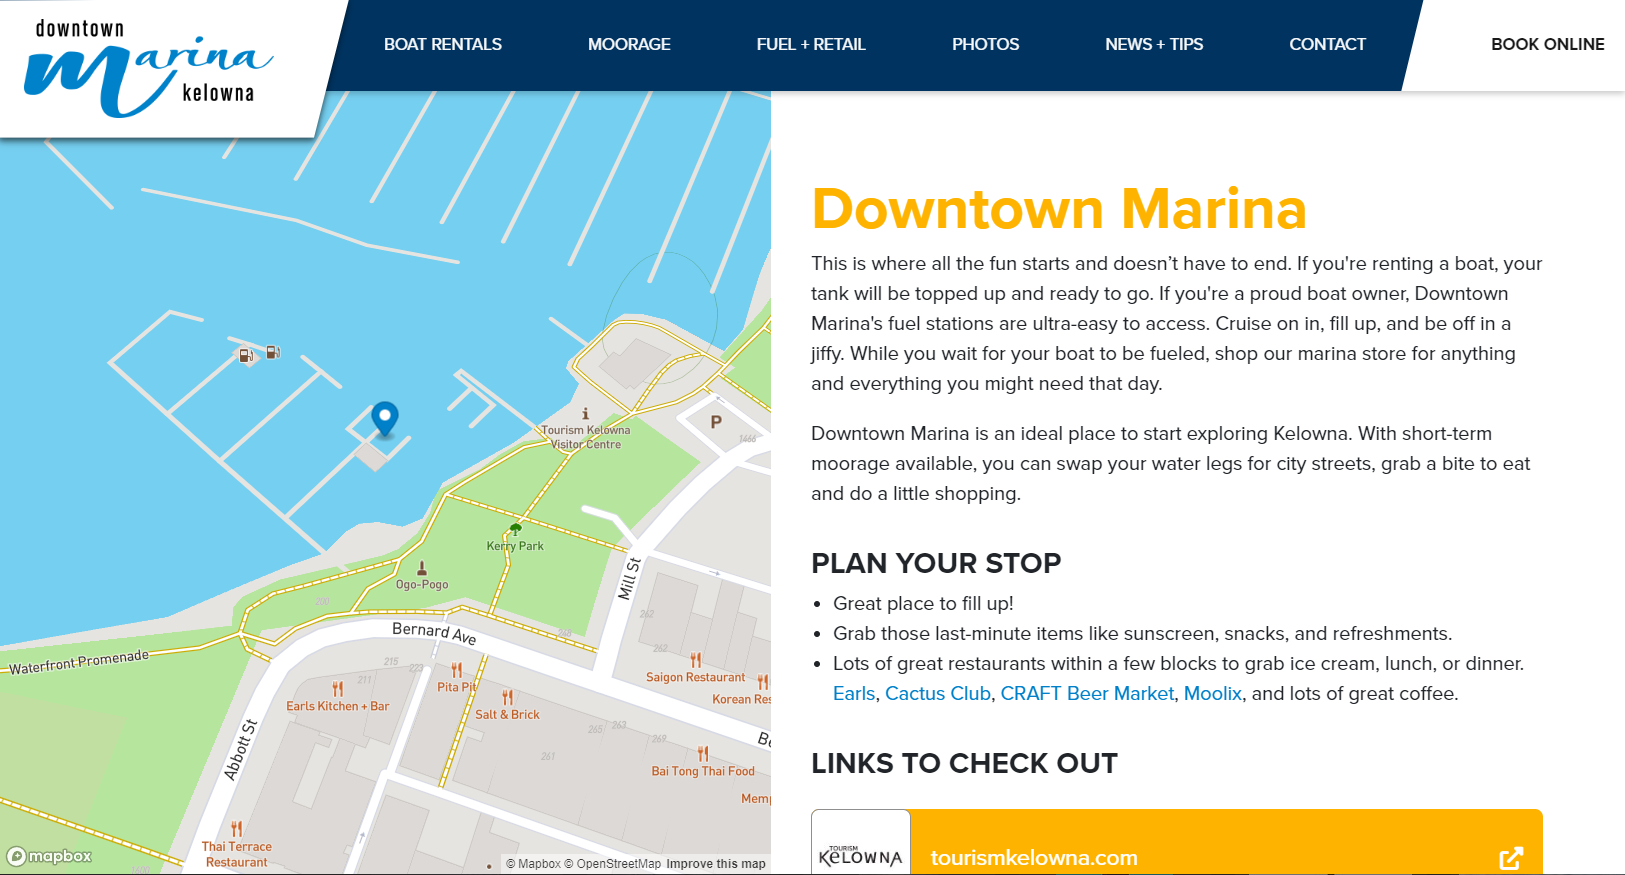 downtown
marina
kelowna
BOAT RENTALS
MOORAGE
FUEL + RETAIL
PHOTOS
NEWS + TIPS
CONTACT
BOOK ONLINE
Tourism Kelowna
Visitor Centre
P
1466
Kerry Park
Ogo-Pogo
200
Mill St
262
Bernard Ave
268
262
Waterfront Promenade
215
223
211
Pita Pit
Saigon Restaurant
Korean Res
Earls Kitchen + Bar
Salt & Brick
265
263
269
261
Be
Abbott St
Bai Tong Thai Food
Memp
Thai Terrace
Restaurant
1600
mapbox
© Mapbox © OpenStreetMap Improve this map
Downtown Marina
This is where all the fun starts and doesn’t have to end. If you're renting a boat, your
tank will be topped up and ready to go. If you're a proud boat owner, Downtown
Marina's fuel stations are ultra-easy to access. Cruise on in, fill up, and be off in a
jiffy. While you wait for your boat to be fueled, shop our marina store for anything
and everything you might need that day.
Downtown Marina is an ideal place to start exploring Kelowna. With short-term
moorage available, you can swap your water legs for city streets, grab a bite to eat
and do a little shopping.
PLAN YOUR STOP
• Great place to fill up!
• Grab those last-minute items like sunscreen, snacks, and refreshments.
• Lots of great restaurants within a few blocks to grab ice cream, lunch, or dinner.
Earls, Cactus Club, CRAFT Beer Market, Moolix, and lots of great coffee.
LINKS TO CHECK OUT
TOURISM
KeLOWNA
tourismkelowna.com